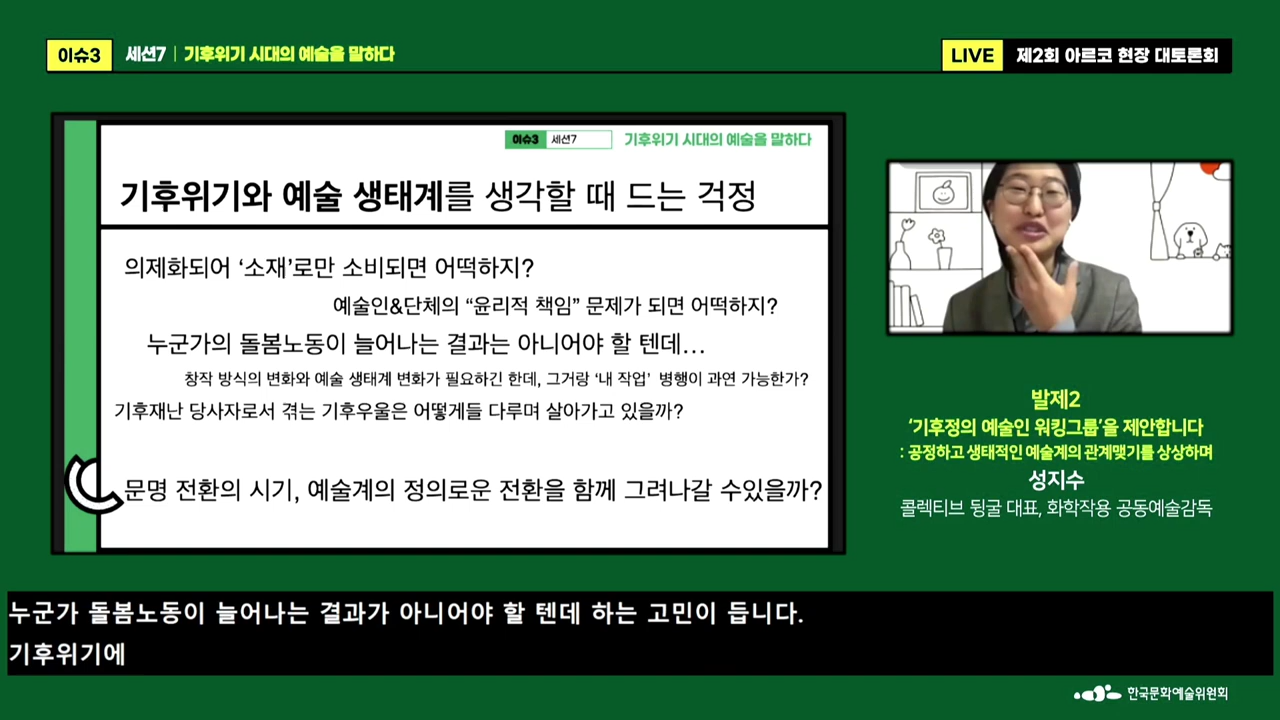 이슈3
세션7 | 기후위기 시대의 예술을 말하다
LIVE
제2회 아르코 현장 대토론회
이슈3 세션7
기후위기 시대의 예술을 말하다
기후위기와 예술 생태계를 생각할 때 드는 걱정
의제화되어 ‘소재’로만 소비되면 어떡하지?
예술인&단체의 “윤리적 책임” 문제가 되면 어떡하지?
누군가의 돌봄노동이 늘어나는 결과는 아니어야 할 텐데...
창작 방식의 변화와 예술 생태계 변화가 필요하긴 한데, 그거랑 ‘내 작업’ 병행이 과연 가능한가?
기후재난 당사자로서 겪는 기후우울은 어떻게들 다루며 살아가고 있을까?
문명 전환의 시기, 예술계의 정의로운 전환을 함께 그려나갈 수있을까?
발제2
‘기후정의 예술인 워킹그룹’을 제안합니다
: 공정하고 생태적인 예술계의 관계맺기를 상상하며
성지수
콜렉티브 뒹굴 대표, 화학작용 공동예술감독
누군가 돌봄노동이 늘어나는 결과가 아니어야 할 텐데 하는 고민이 듭니다.
기후위기에
한국문화예술위원회